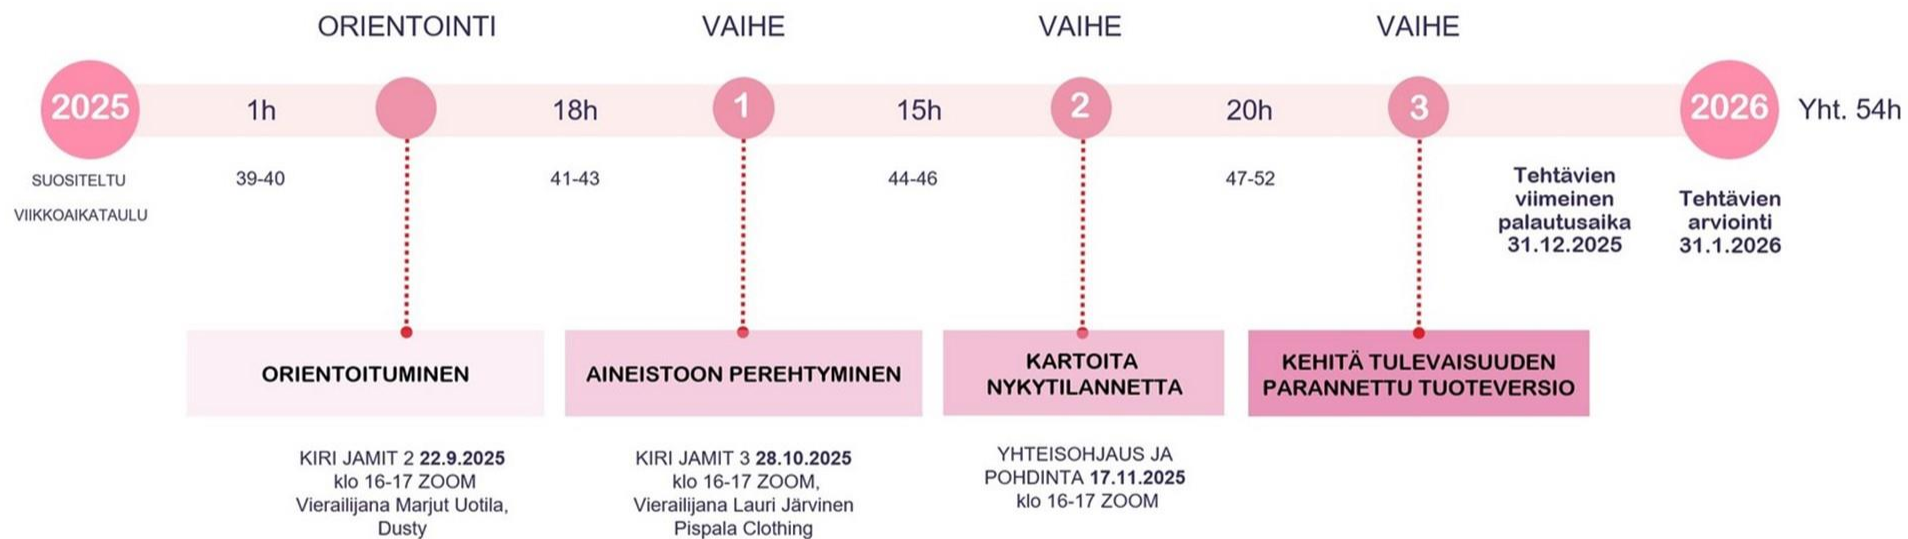 ORIENTOINTI
VAIHE
VAIHE
VAIHE
2025
1h
18h
1
15h
2
20h
3
2026
Yht. 54h
SUOSITELTU
VIIKKOAIKATAULU
39-40
41-43
44-46
47-52
Tehtävien
viimeinen
palautusaika
31.12.2025
Tehtävien
arviointi
31.1.2026
ORIENTOITUMINEN
AINEISTOON PEREHTYMINEN
KARTOITA
NYKYTILANNETTA
KEHITÄ TULEVAISUUDEN
PARANNETTU TUOTEVERSIO
KIRI JAMIT 2 22.9.2025
klo 16-17 ZOOM
Vierailijana Marjut Uotila,
Dusty
KIRI JAMIT 3 28.10.2025
klo 16-17 ZOOM,
Vierailijana Lauri Järvinen
Pispala Clothing
YHTEISOHJAUS JA
POHDINTA 17.11.2025
klo 16-17 ZOOM